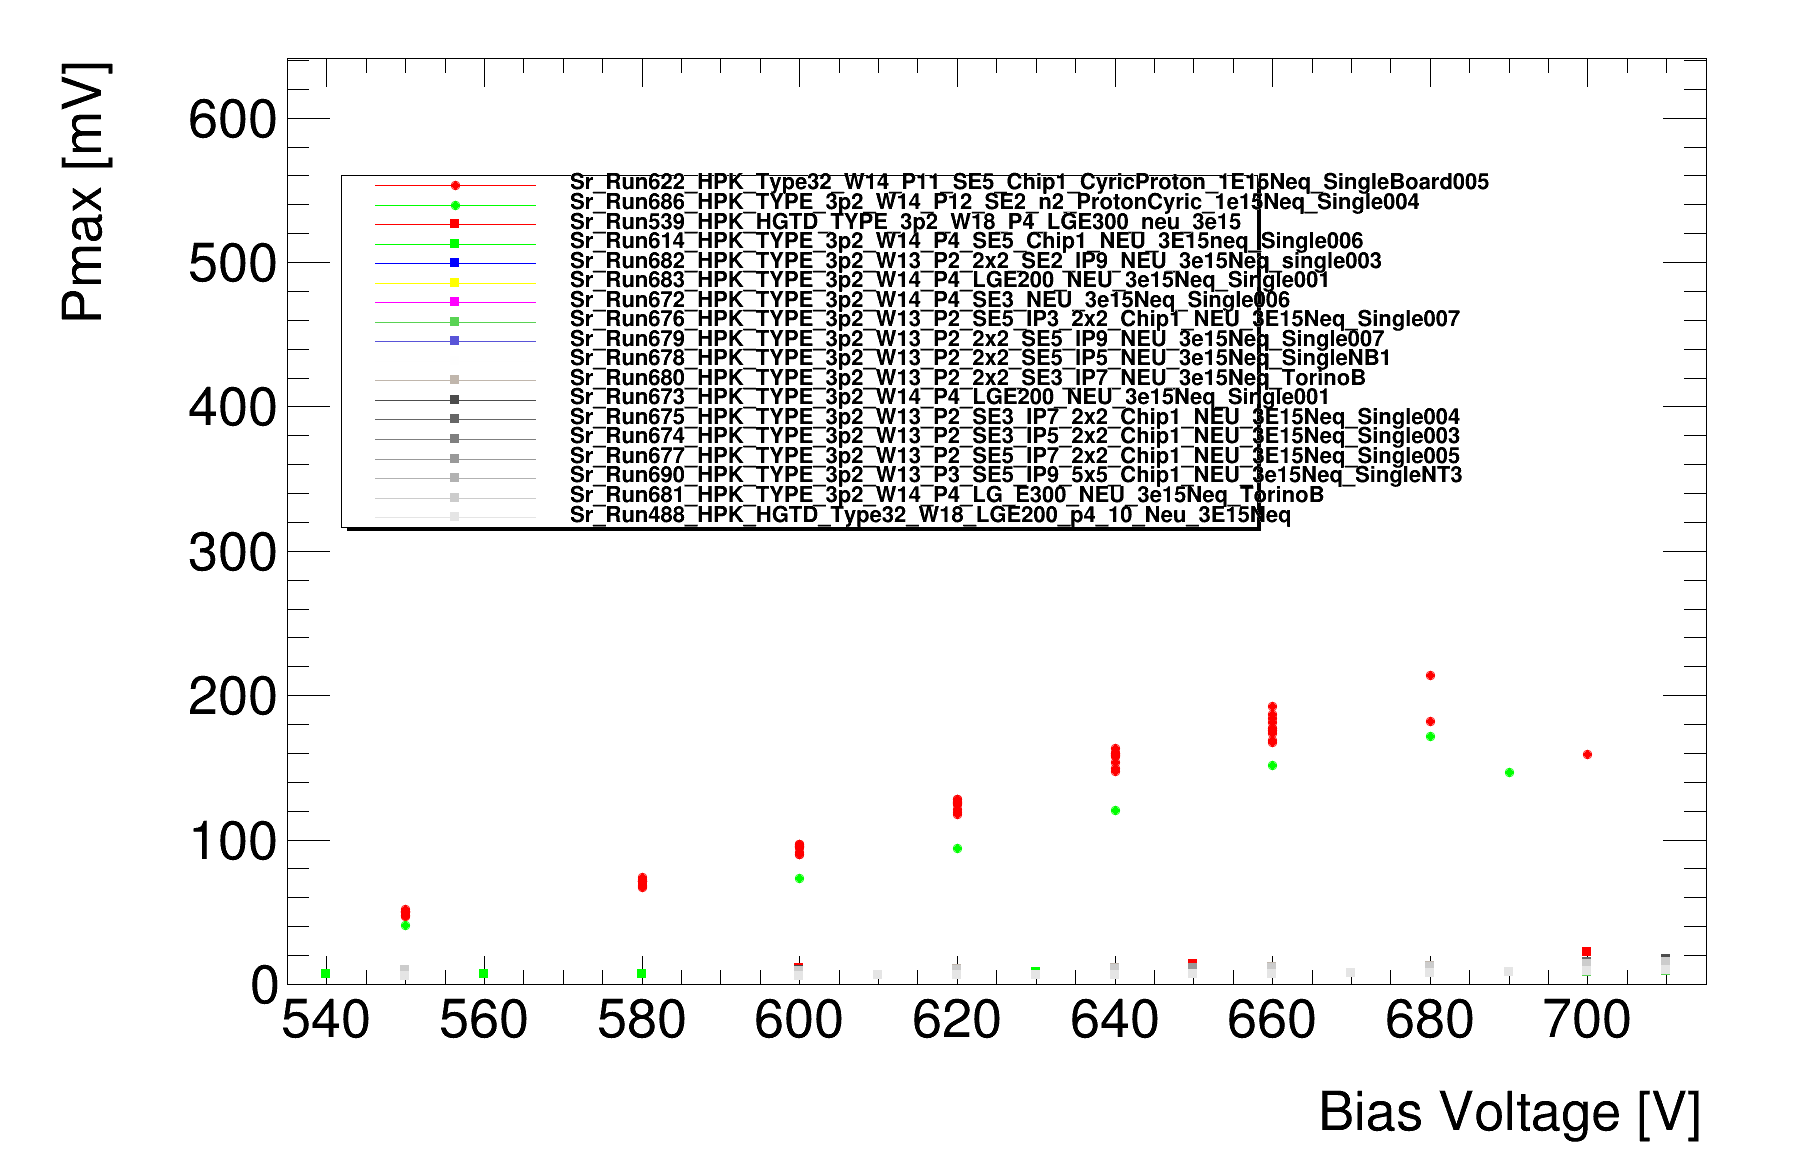 Pmax [mV]
600
500
400
300
200
100
0
Sr_Run622_HPK_Type32_W14_P11_SE5_Chip1_CyricProton_1E15Neq_SingleBoard005
Sr_Run686_HPK_TYPE_3p2_W14_P12_SE2_n2_ProtonCyric_1e15Neq_Single004
Sr_Run539_HPK_HGTD_TYPE_3p2_W18_P4_LGE300_neu_3e15
Sr_Run614_HPK_TYPE_3p2_W14_P4_SE5_Chip1_NEU_3E15neq_Single006
Sr_Run682_HPK_TYPE_3p2_W13_P2_2x2_SE2_IP9_NEU_3e15Neq_single003
Sr_Run683_HPK_TYPE_3p2_W14_P4_LGE200_NEU_3e15Neq_Single001
Sr_Run672_HPK_TYPE_3p2_W14_P4_SE3_NEU_3e15Neq_Single006
Sr_Run676_HPK_TYPE_3p2_W13_P2_SE5_IP3_2x2_Chip1_NEU_3E15Neq_Single007
Sr_Run679_HPK_TYPE_3p2_W13_P2_2x2_SE5_IP9_NEU_3e15Neq_Single007
Sr_Run678_HPK_TYPE_3p2_W13_P2_2x2_SE5_IP5_NEU_3e15Neq_SingleNB1
Sr_Run680_HPK_TYPE_3p2_W13_P2_2x2_SE3_IP7_NEU_3e15Neq_TorinoB
Sr_Run673_HPK_TYPE_3p2_W14_P4_LGE200_NEU_3e15Neq_Single001
Sr_Run675_HPK_TYPE_3p2_W13_P2_SE3_IP7_2x2_Chip1_NEU_3E15Neq_Single004
Sr_Run674_HPK_TYPE_3p2_W13_P2_SE3_IP5_2x2_Chip1_NEU_3E15Neq_Single003
Sr_Run677_HPK_TYPE_3p2_W13_P2_SE5_IP7_2x2_Chip1_NEU_3E15Neq_Single005
Sr_Run690_HPK_TYPE_3p2_W13_P3_SE5_IP9_5x5_Chip1_NEU_3e15Neq_SingleNT3
Sr_Run681_HPK_TYPE_3p2_W14_P4_LG_E300_NEU_3e15Neq_TorinoB
Sr_Run488_HPK_HGTD_Type32_W18_LGE200_p4_10_Neu_3E15Neq
540 560 580 600 620 640 660 680 700
Bias Voltage [V]